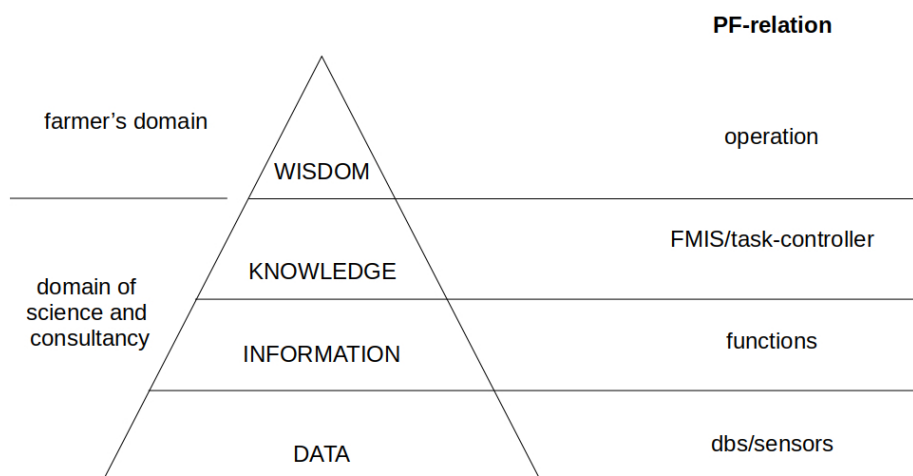 PF-relation
farmer’s domain
operation
WISDOM
FMIS/task-controller
KNOWLEDGE
domain of
science and
consultancy
functions
INFORMATION
dbs/sensors
DATA